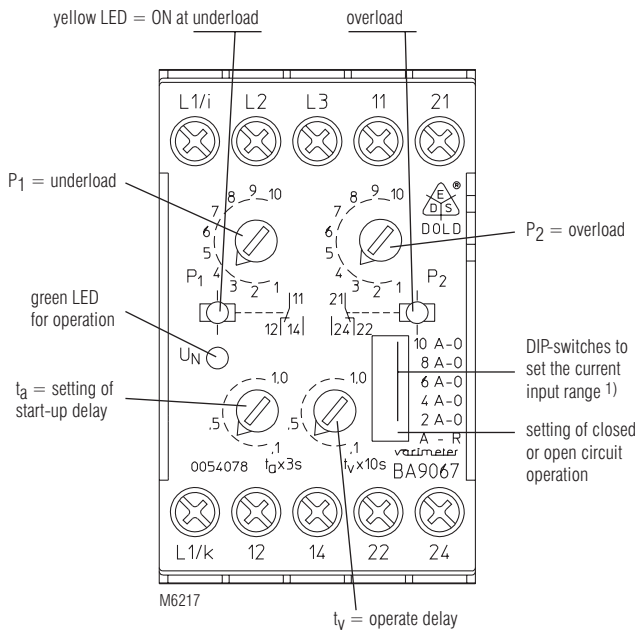 yellow LED = ON at underload
overload
L1/i L2 L3 11 21
P1 = underload
7 8 9 10
6
5
4 3 2 1
7 8 9 10
6
5
4 3 2 1
E
D S
®
DOLD
P2 = overload
P1
P2
11
12 14
21
24 22
green LED
for operation
UN
10 A-0
8 A-0
6 A-0
4 A-0
2 A-0
A - R
DIP-switches to
set the current
input range 1)
ta = setting of
start-up delay
1,0
,5
,1
1,0
,5
,1
setting of closed
or open circuit
operation
0054078 tax3s tvx10s
varimeter
BA9067
L1/k 12 14 22 24
M6217
tv = operate delay